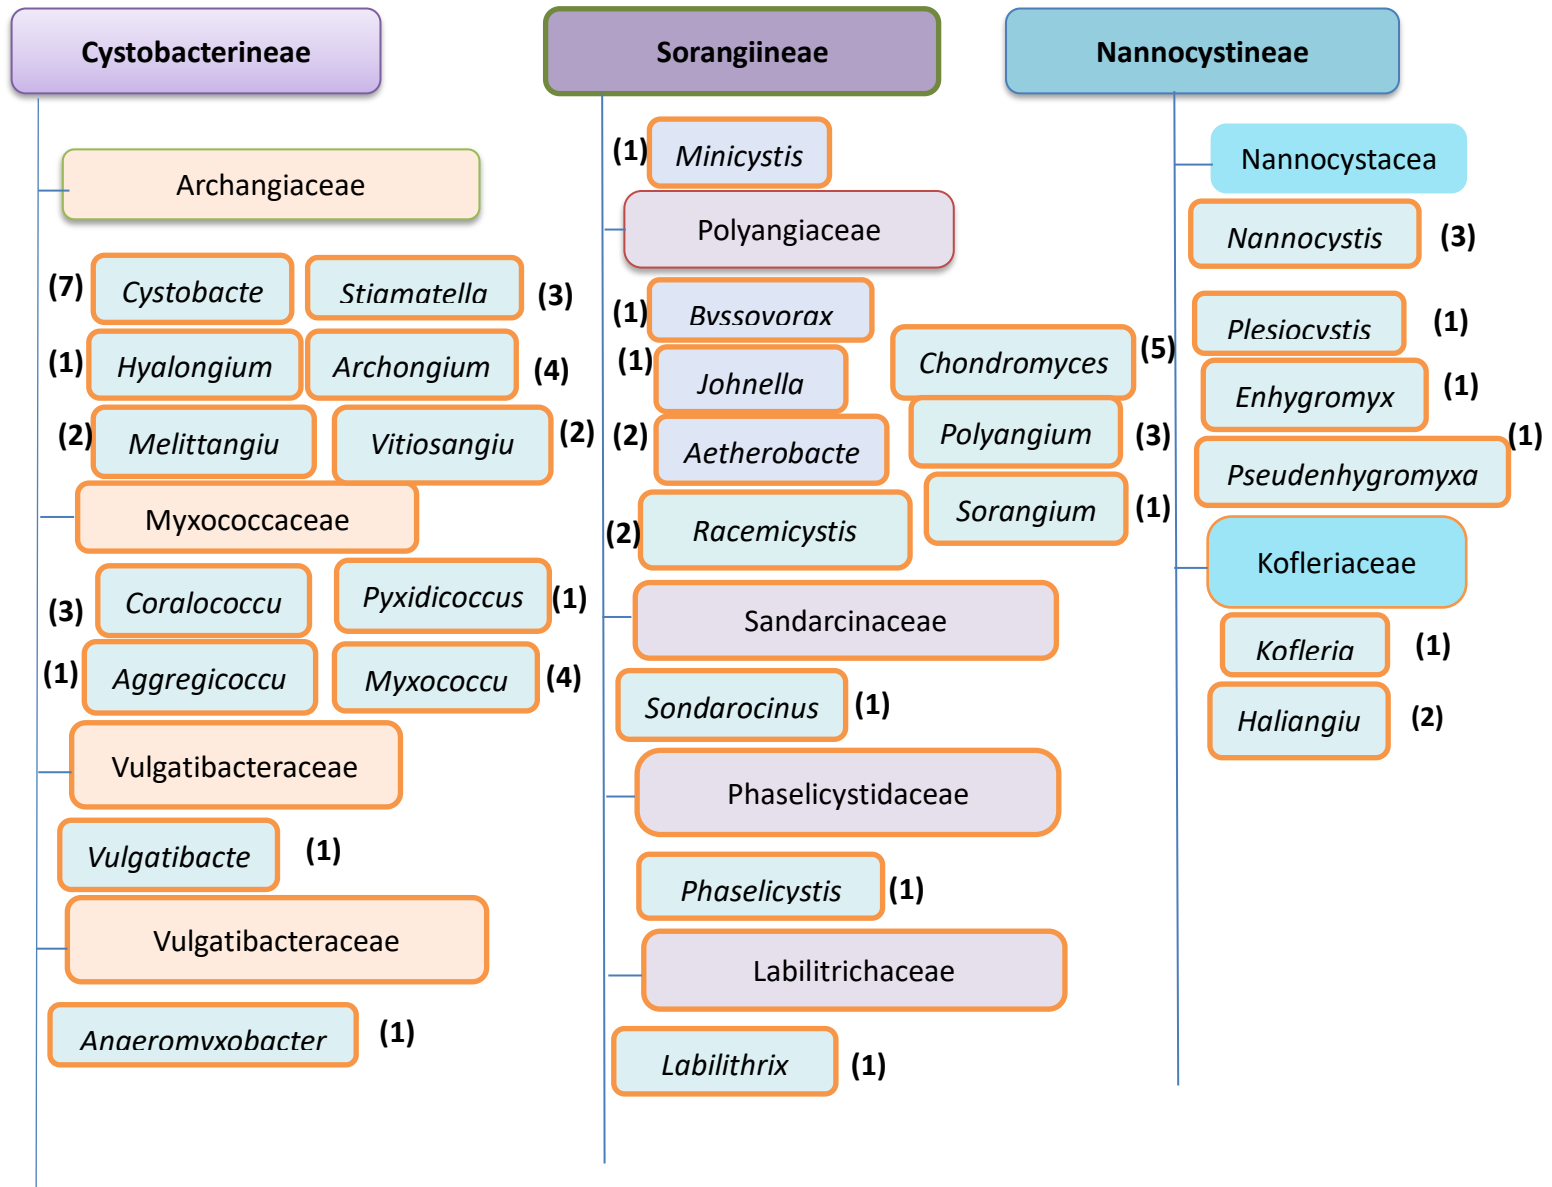 Cystobacterineae
Archangiaceae
(7) Cystobacte
Stiamatella (3)
(1) Hyalongium
Archongium (4)
(2) Melittangiu
Vitiosangiu (2)
Myxococcaceae
(3) Coralococcu
Pyxidicoccus (1)
(1) Aggregicoccu
Myxococcu (4)
Vulgatibacteraceae
Vulgatibacte (1)
Vulgatibacteraceae
Anaeromyxobacter (1)
Sorangiineae
(1) Minicystis
Polyangiaceae
(1) Byssovorax
(1) Johnella
(2) Aetherobacte
(2) Racemicystis
Chondromyces (5)
Polyangium (3)
Sorangium (1)
Sandarcinaceae
Sondarocinus (1)
Phaselicystidaceae
Phaselicystis (1)
Labilitrichaceae
Labilithrix (1)
Nannocystineae
Nannocystacea
Nannocystis (3)
Plesiocystis (1)
Enhygromyx (1)
Pseudenhygromyxa (1)
Kofleriaceae
Kofleria (1)
Haliangiu (2)